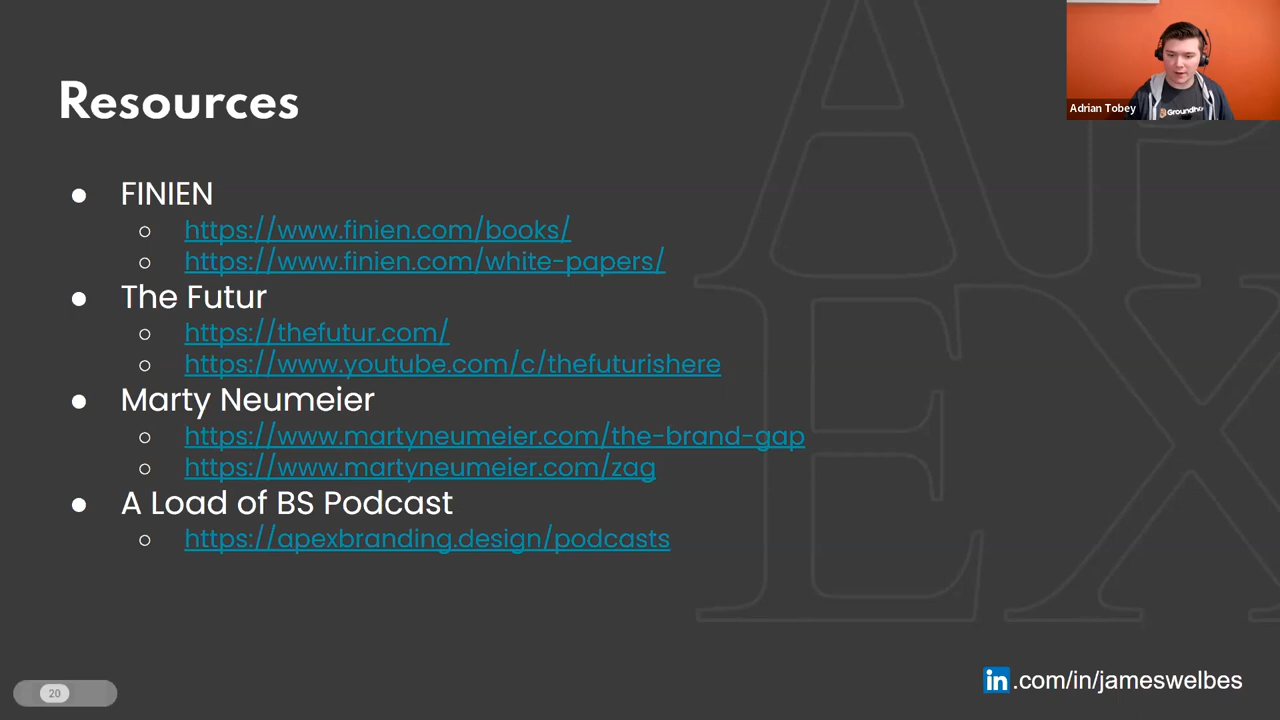 Resources
FINIEN
https://www.finien.com/books/
https://www.finien.com/white-papers/
The Futur
https://thefutur.com/
https://www.youtube.com/c/thefuturishere
Marty Neumeier
https://www.martyneumeier.com/the-brand-gap
https://www.martyneumeier.com/zag
A Load of BS Podcast
https://apexbranding.design/podcasts
Adrian Tobey
20
in.com/in/jameswelbes
APEX